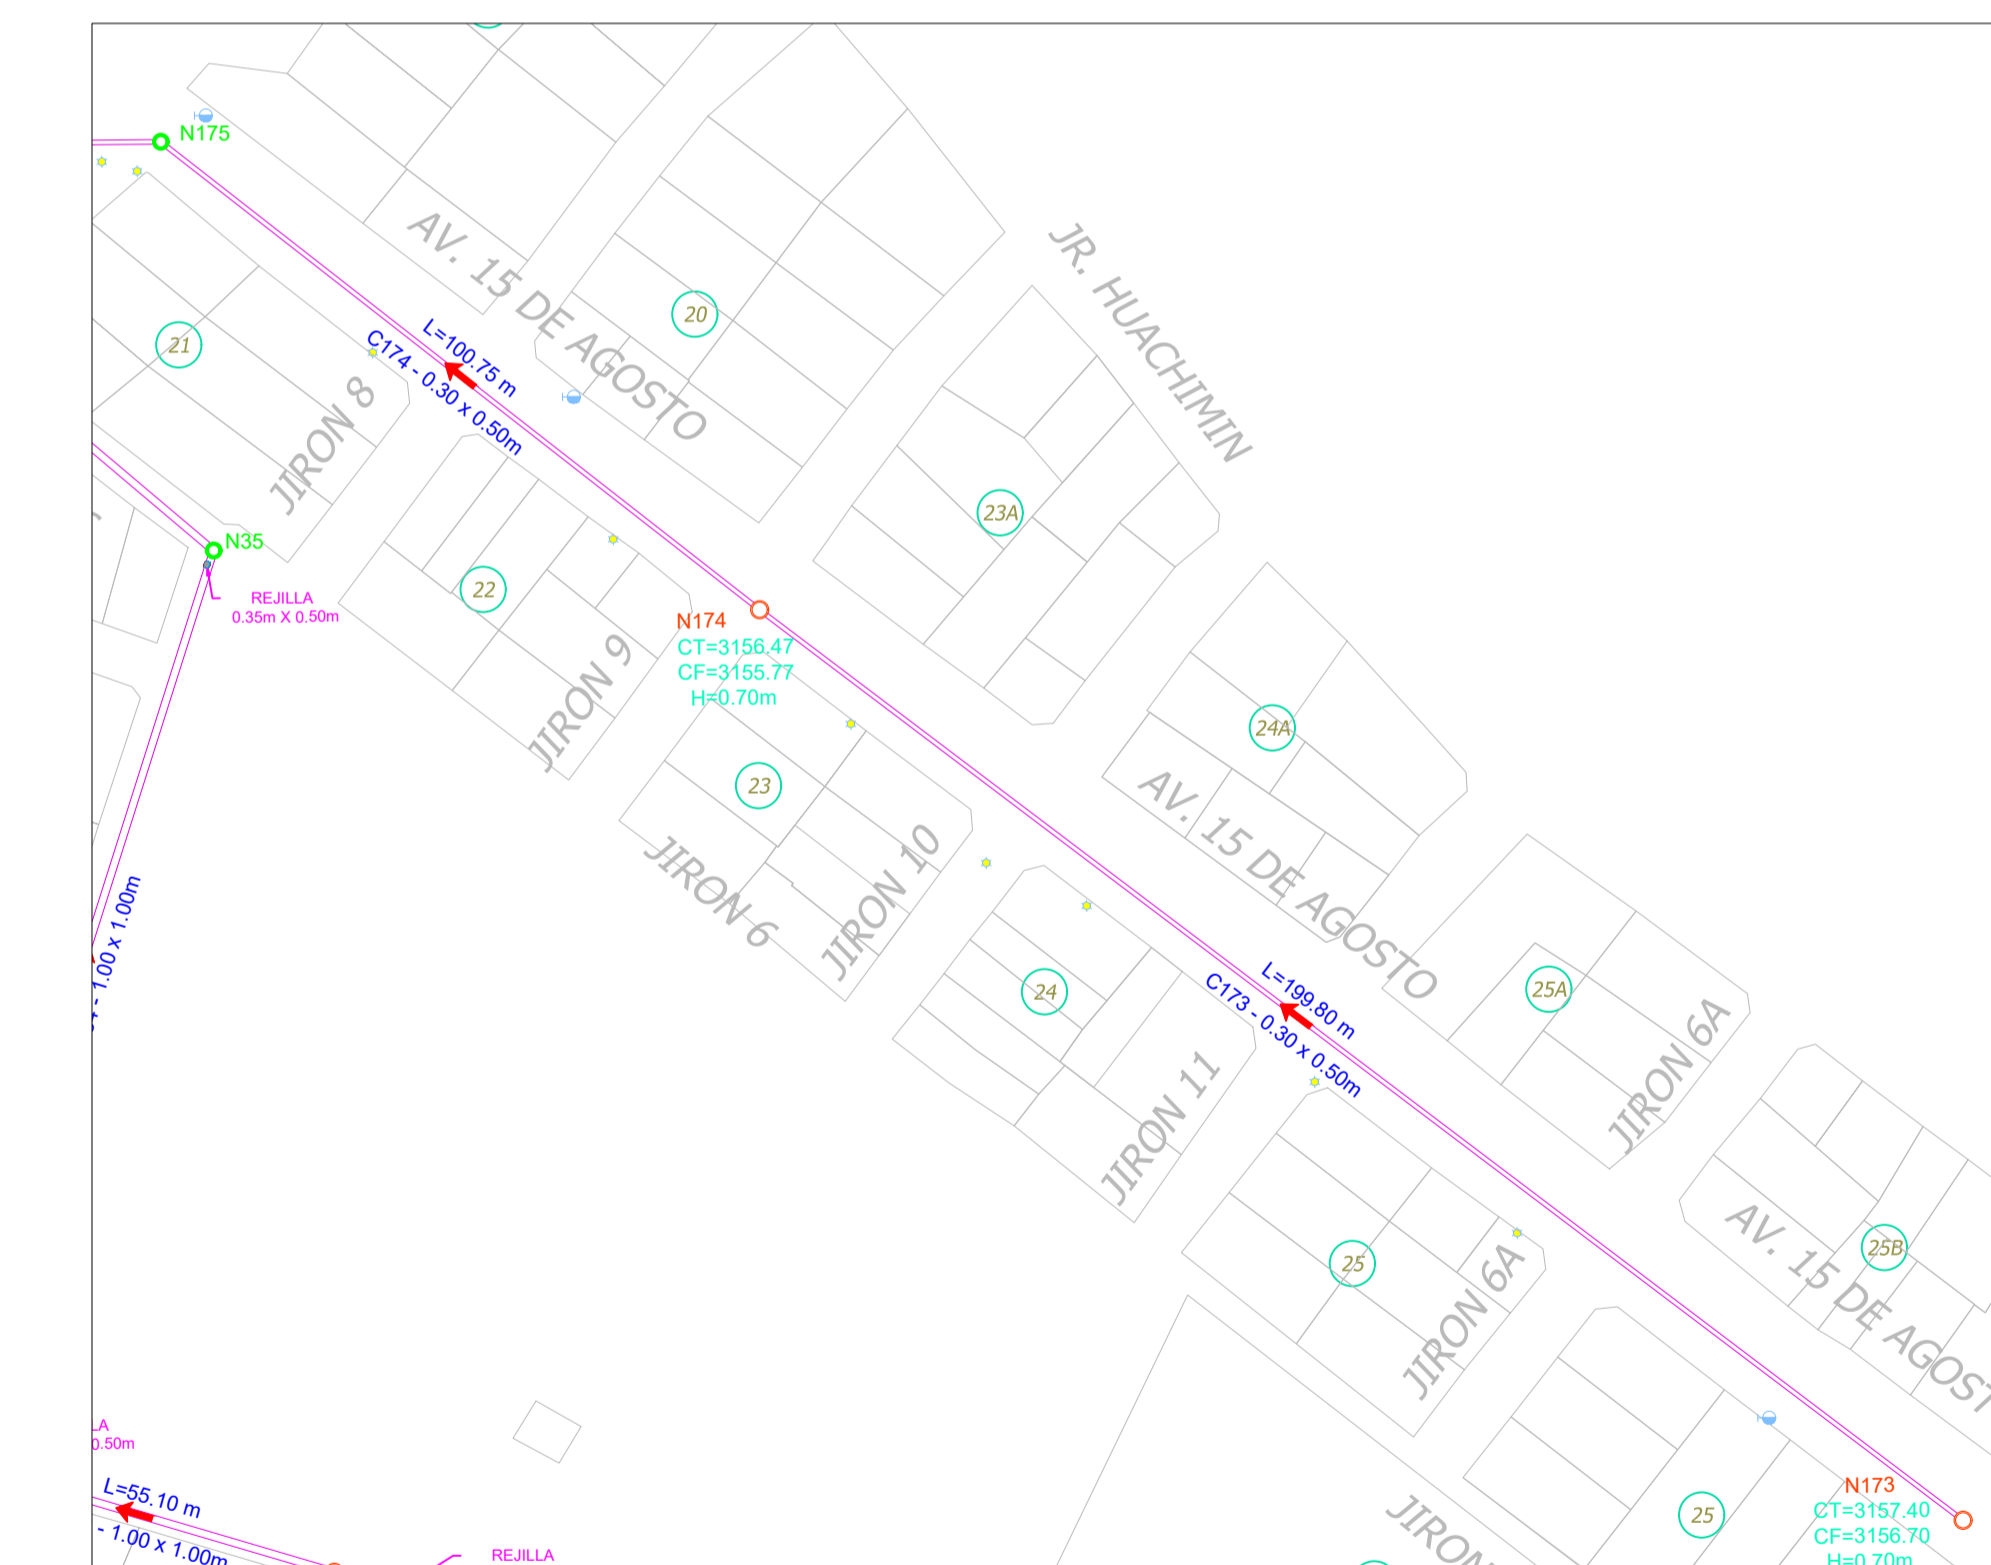 N175
AV. 15 DE AGOSTO
JR. HUACHIMIN
20
21
L=100.75 m
C174 - 0.30 x 0.50m
JIRON 8
23A
N35
REJILLA
0.35m X 0.50m
22
N174
CT=3156.47
CF=3155.77
H=0.70m
JIRON 9
24A
23
AV. 15 DE AGOSTO
JIRON 10
JIRON 6
- 1.00 x 1.00m
24
L=199.80 m
C173 - 0.30 x 0.50m
25A
JIRON 6A
JIRON 11
25
JIRON 6A
25B
AV. 15 DE AGOST
LA
0.50m
L=55.10 m
- 1.00 x 1.00m
REJILLA
JIRON
25
N173
CT=3157.40
CF=3156.70
H=0.70m